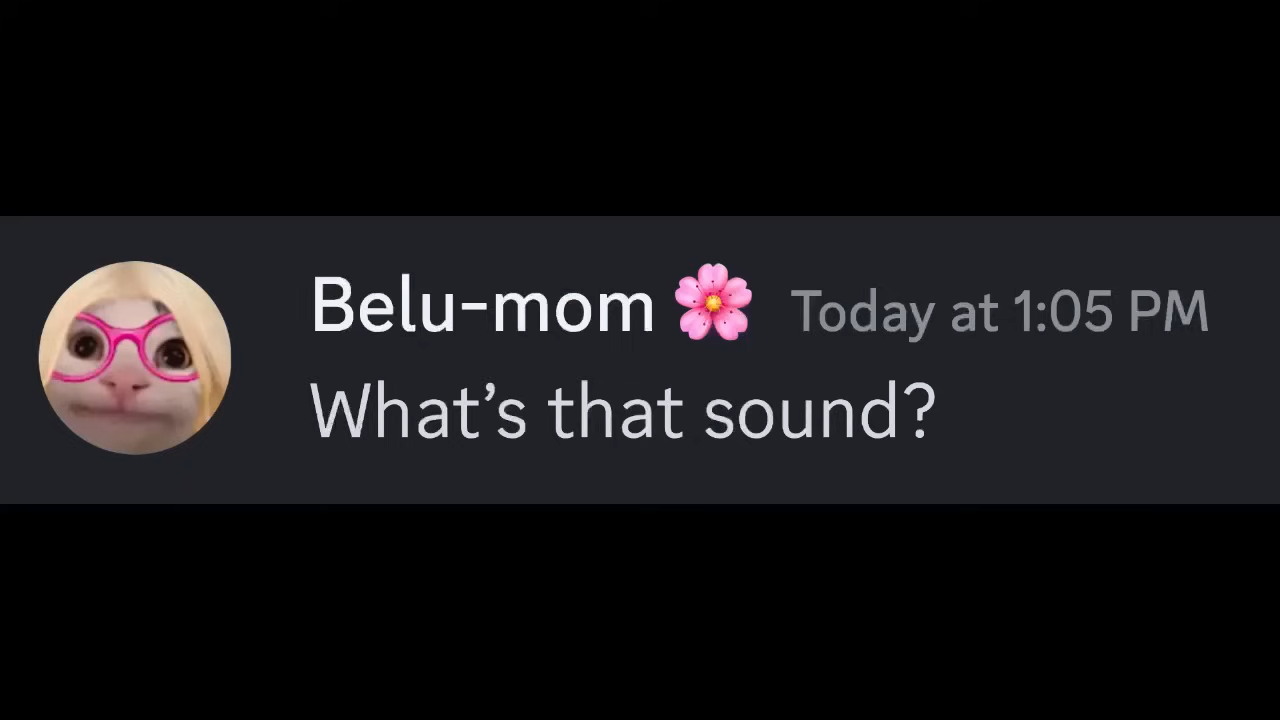 Belu-mom 🌸 Today at 1:05 PM
What’s that sound?